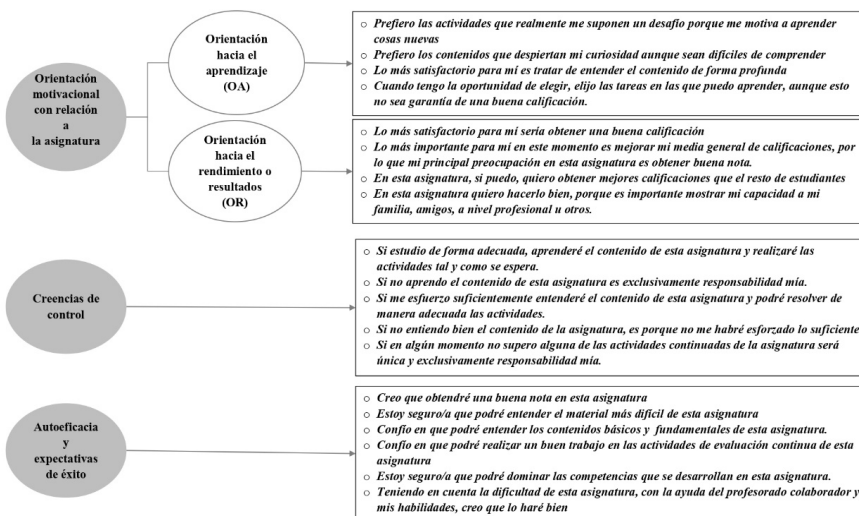 Orientación
motivacional
con relación
a
la asignatura
Orientación
hacia el
aprendizaje
(OA)
○ Prefiero las actividades que realmente me suponen un desafío porque me motiva a aprender
cosas nuevas
○ Prefiero los contenidos que despiertan mi curiosidad aunque sean difíciles de comprender
○ Lo más satisfactorio para mí es tratar de entender el contenido de forma profunda
○ Cuando tengo la oportunidad de elegir, elijo las tareas en las que puedo aprender, aunque esto
no sea garantía de una buena calificación.
Orientación
hacia el
rendimiento o
resultados
(OR)
○ Lo más satisfactorio para mí sería obtener una buena calificación
○ Lo más importante para mí en este momento es mejorar mi media general de calificaciones, por
lo que mi principal preocupación en esta asignatura es obtener buena nota.
○ En esta asignatura, si puedo, quiero obtener mejores calificaciones que el resto de estudiantes
○ En esta asignatura quiero hacerlo bien, porque es importante mostrar mi capacidad a mi
familia, amigos, a nivel profesional u otros.
Creencias de
control
○ Si estudio de forma adecuada, aprenderé el contenido de esta asignatura y realizaré las
actividades tal y como se espera.
○ Si no aprendo el contenido de esta asignatura es exclusivamente responsabilidad mía.
○ Si me esfuerzo suficientemente entenderé el contenido de esta asignatura y podré resolver de
manera adecuada las actividades.
○ Si no entiendo bien el contenido de la asignatura, es porque no me habré esforzado lo suficiente
○ Si en algún momento no supero alguna de las actividades continuadas de la asignatura será
única y exclusivamente responsabilidad mía.
Autoeficacia
y
expectativas
de éxito
○ Creo que obtendré una buena nota en esta asignatura
○ Estoy seguro/a que podré entender el material más difícil de esta asignatura
○ Confío en que podré entender los contenidos básicos y fundamentales de esta asignatura.
○ Confío en que podré realizar un buen trabajo en las actividades de evaluación continua de esta
asignatura
○ Estoy seguro/a que podré dominar las competencias que se desarrollan en esta asignatura.
○ Teniendo en cuenta la dificultad de esta asignatura, con la ayuda del profesorado colaborador y
mis habilidades, creo que lo haré bien